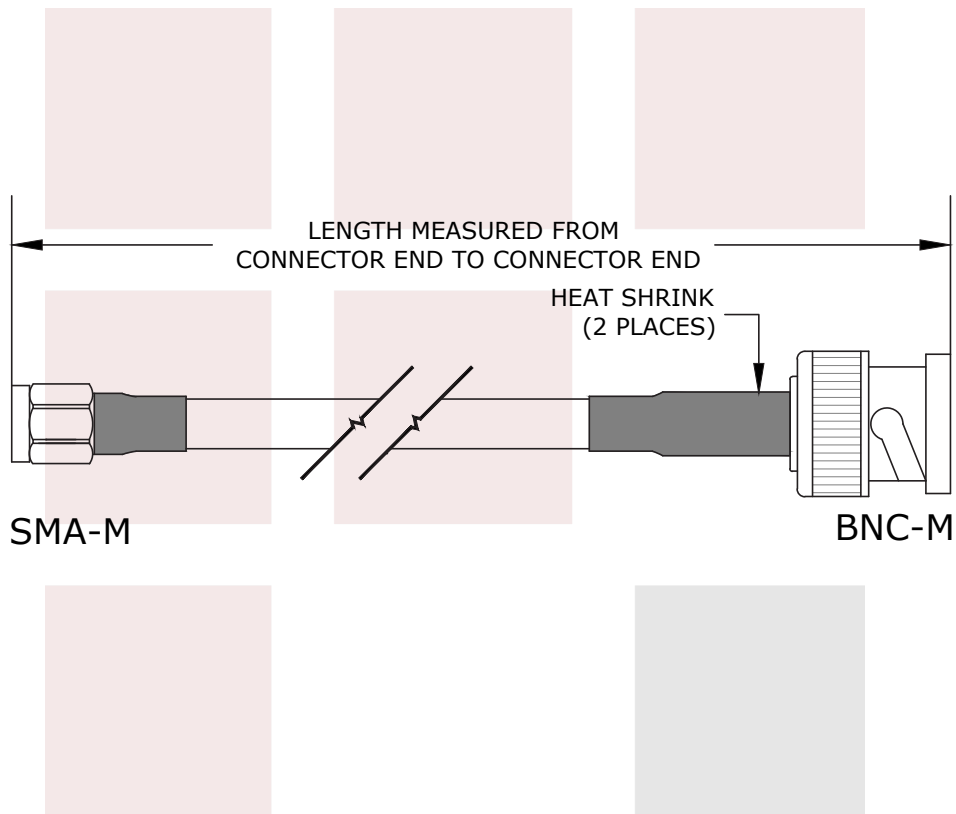 LENGTH MEASURED FROM
CONNECTOR END TO CONNECTOR END
HEAT SHRINK
(2 PLACES)
SMA-M
BNC-M